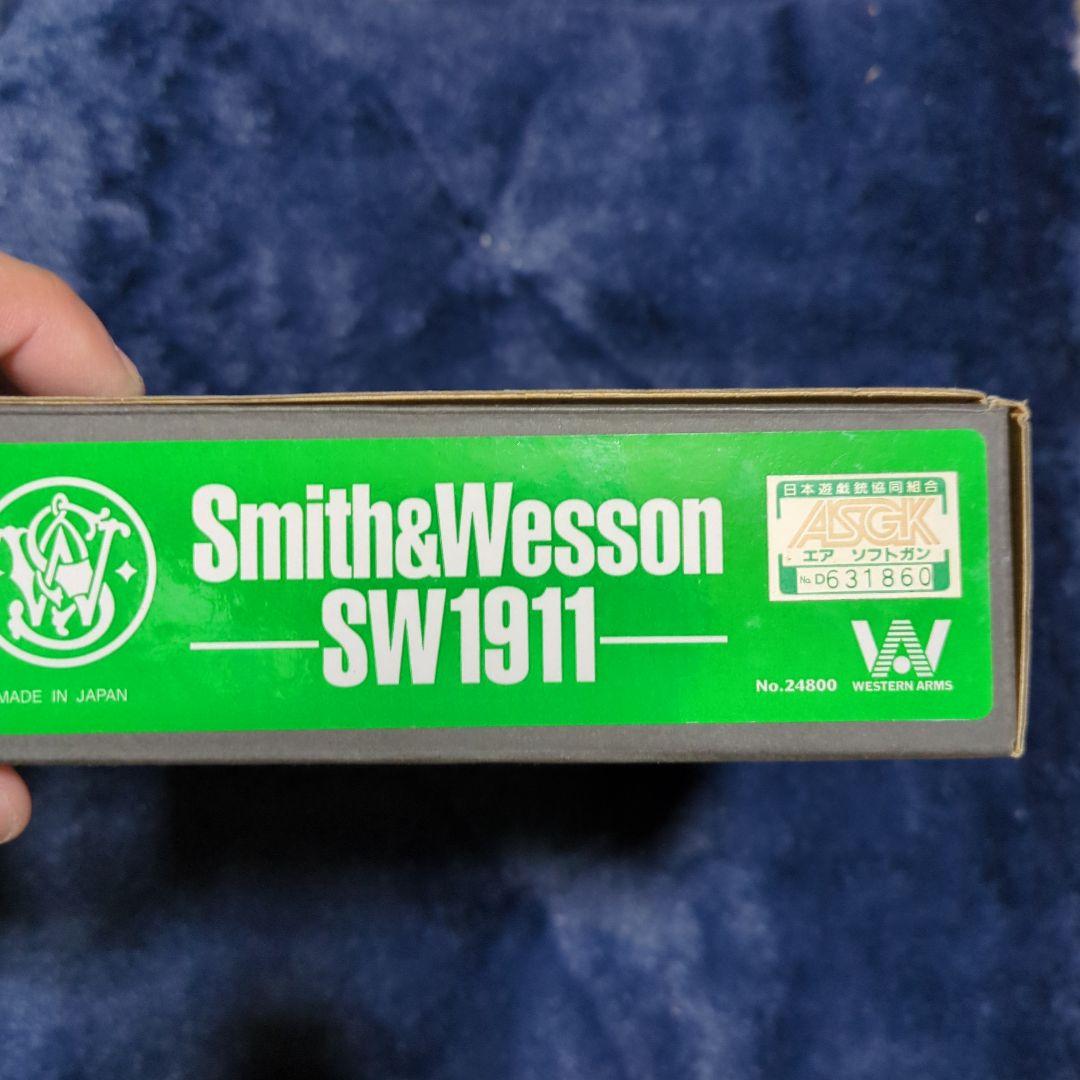 Smith&Wesson
SW1911
MADE IN JAPAN
日本遊戯銃協同組合
ASGK
エア ソフトガン
No. D631860
No.24800
WESTERN ARMS